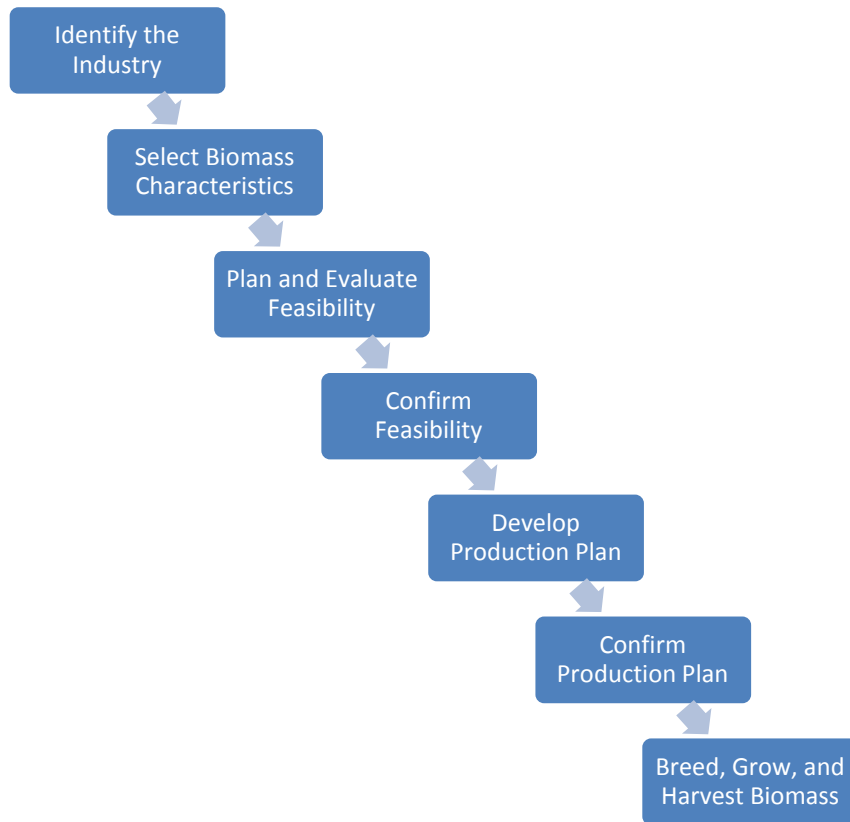 Identify the
Industry
Select Biomass
Characteristics
Plan and Evaluate
Feasibility
Confirm
Feasibility
Develop
Production Plan
Confirm
Production Plan
Breed, Grow, and
Harvest Biomass